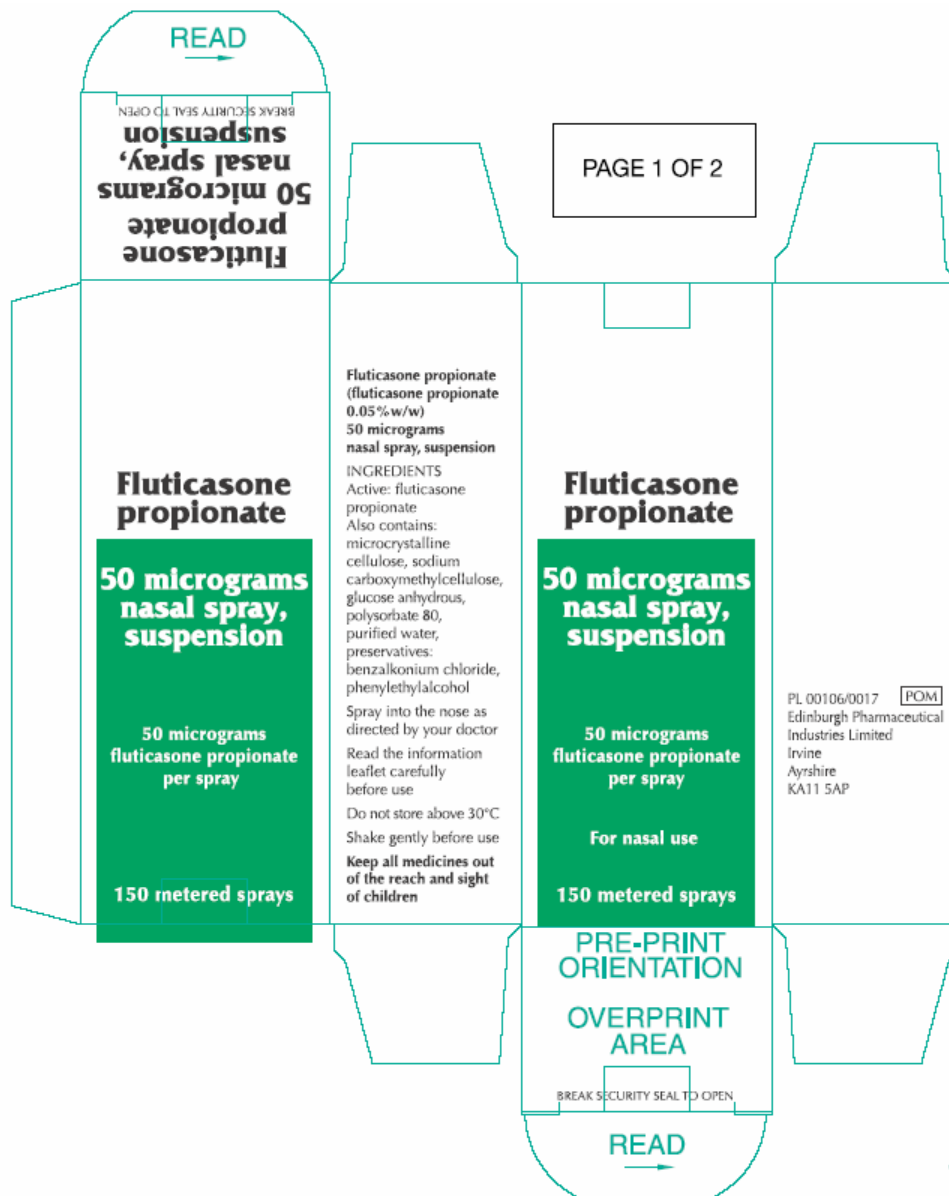 READ
BREAK SECURITY SEAL TO OPEN
Fluticasone
propionate
50 micrograms
nasal spray,
suspension
PAGE 1 OF 2
Fluticasone
propionate
50 micrograms
nasal spray,
suspension
50 micrograms
fluticasone propionate
per spray
150 metered sprays
Fluticasone propionate
(fluticasone propionate
0.05%w/w)
50 micrograms
nasal spray, suspension
INGREDIENTS
Active: fluticasone
propionate
Also contains:
microcrystalline
cellulose, sodium
carboxymethylcellulose,
glucose anhydrous,
polysorbate 80,
purified water,
preservatives:
benzalkonium chloride,
phenylethylalcohol
Spray into the nose as
directed by your doctor
Read the information
leaflet carefully
before use
Do not store above 30°C
Shake gently before use
Keep all medicines out
of the reach and sight
of children
Fluticasone
propionate
50 micrograms
nasal spray,
suspension
50 micrograms
fluticasone propionate
per spray
For nasal use
150 metered sprays
PRE-PRINT
ORIENTATION
OVERPRINT
AREA
BREAK SECURITY SEAL TO OPEN
READ
PL 00106/0017 POM
Edinburgh Pharmaceutical
Industries Limited
Irvine
Ayrshire
KA11 5AP